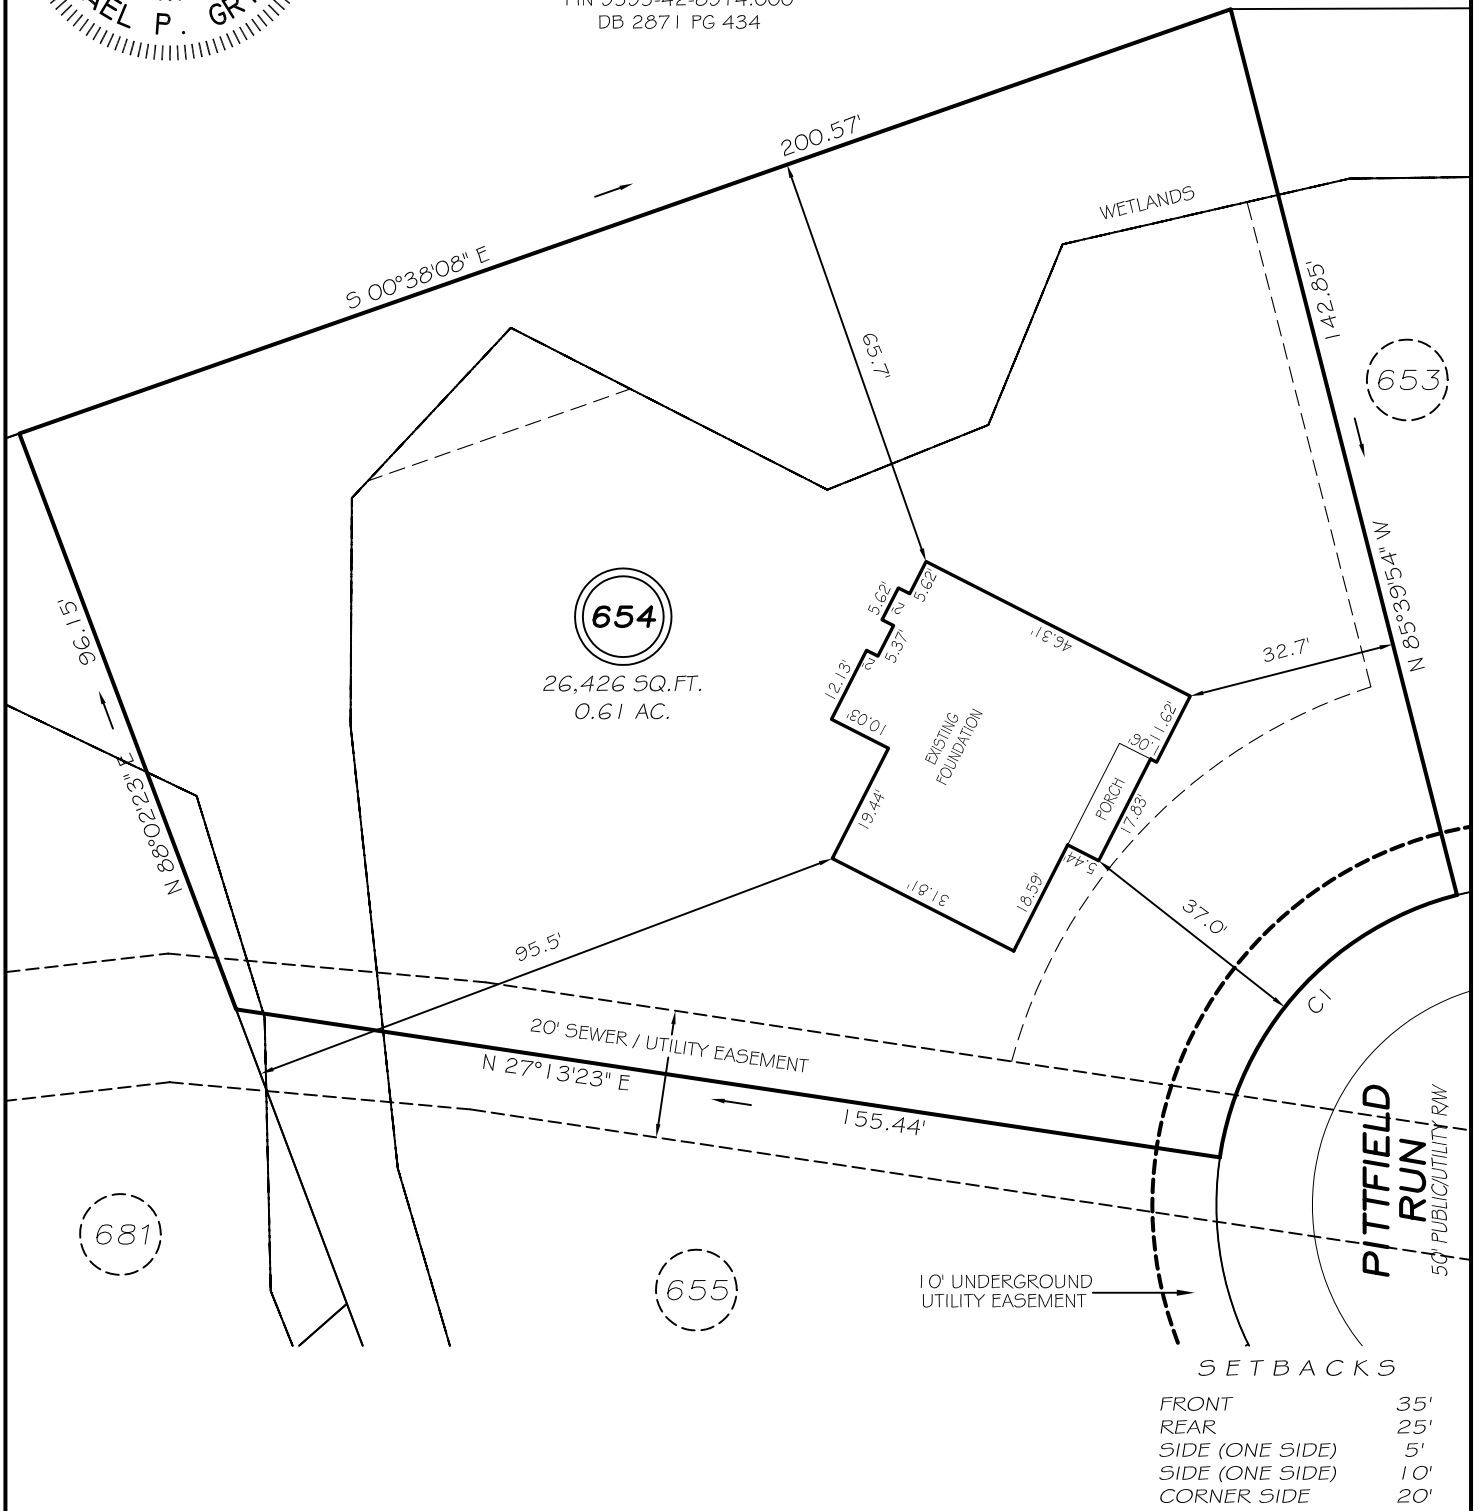 DB 2871 PG 434
200.57'
S 00°38'08" E
WETLANDS
142.85'
65.7'
653
N 85°39'54" W
32.7'
96.15'
N 88°02'23" E
654
26,426 SQ.FT.
0.61 AC.
5.62'
2'
5.62'
5.37'
2'
12.13'
10.03'
46.31'
EXISTING
FOUNDATION
11.62'
1.06'
PORCH
17.83'
5.44'
19.44'
31.81'
18.59'
95.5'
37.0'
C1
20' SEWER / UTILITY EASEMENT
N 27°13'23" E
155.44'
PITTFIELD
RUN
50' PUBLIC/UTILITY R/W
681
655
10' UNDERGROUND
UTILITY EASEMENT
SETBACKS
FRONT 35'
REAR 25'
SIDE (ONE SIDE) 5'
SIDE (ONE SIDE) 10'
CORNER SIDE 20'